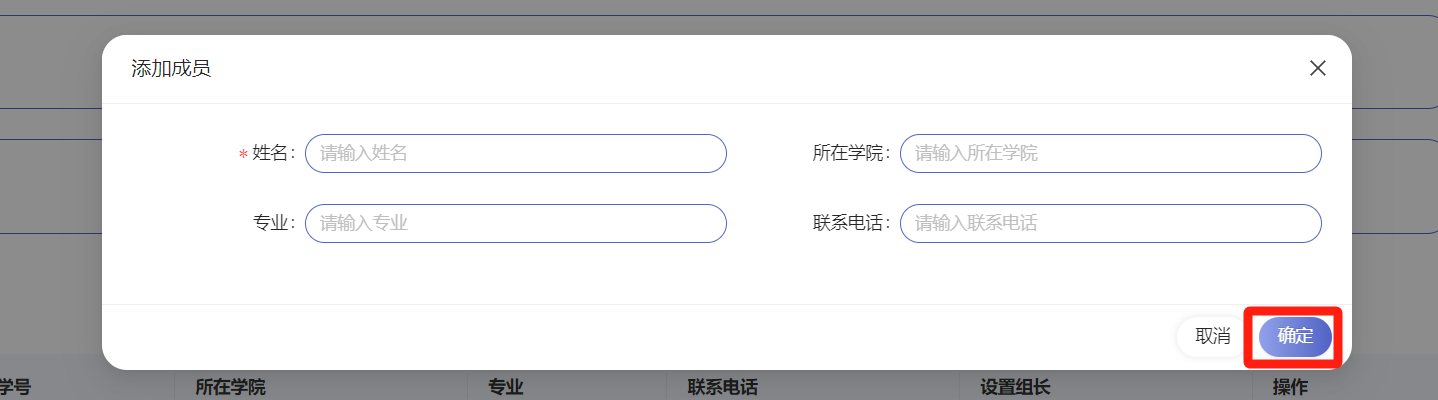 添加成员
* 姓名： 请输入姓名 所在学院： 请输入所在学院
专业： 请输入专业 联系电话： 请输入联系电话
取消 确定
学号 所在学院 专业 联系电话 设置组长 操作